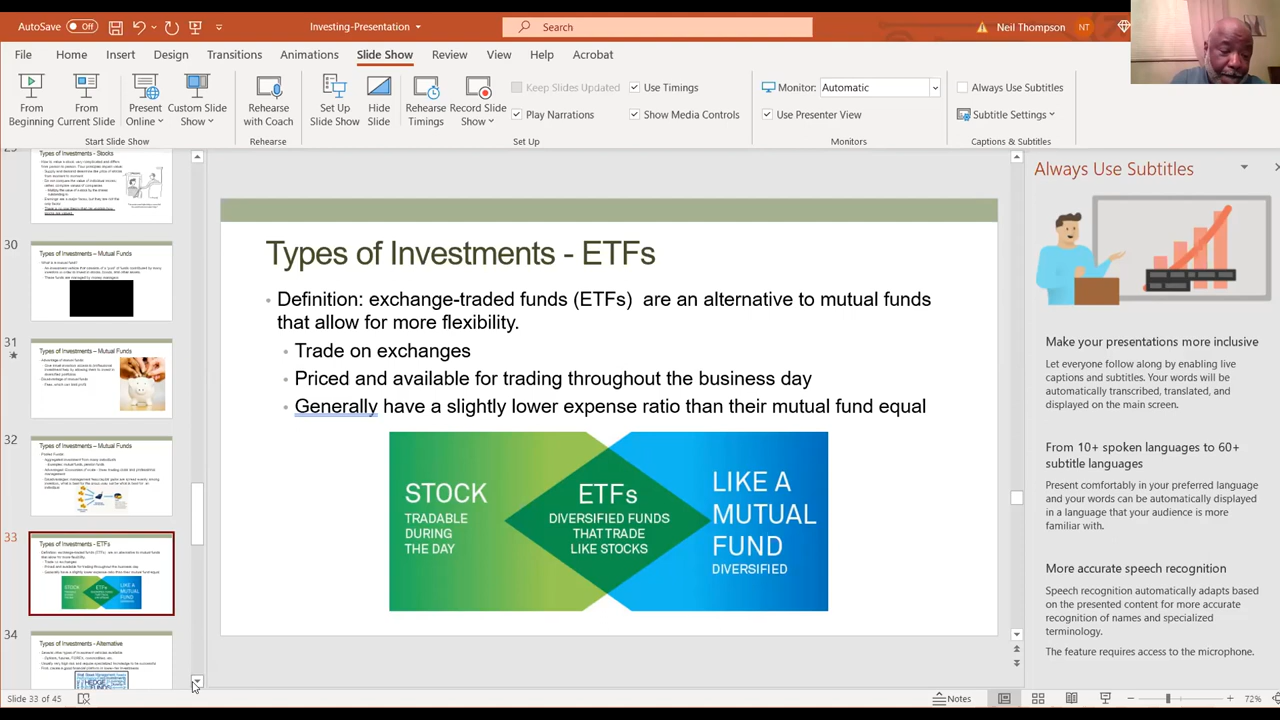 AutoSave Off
Investing-Presentation
Search
Neil Thompson NT
File Home Insert Design Transitions Animations Slide Show Review View Help Acrobat
From Beginning
From Current Slide
Present Online
Custom Slide Show
Rehearse with Coach
Set Up Slide Show
Hide Slide
Rehearse Timings
Record Slide Show
Keep Slides Updated
Play Narrations
Use Timings
Show Media Controls
Monitor: Automatic
Use Presenter View
Always Use Subtitles
Subtitle Settings
Start Slide Show Rehearse Set Up Monitors Captions & Subtitles
Types of Investments - Stocks
30
Types of Investments – Mutual Funds
31
Types of Investments – Mutual Funds
32
Types of Investments – Mutual Funds
33
Types of Investments - ETFs
34
Types of Investments - Alternative
HEDGE
Types of Investments - ETFs
Definition: exchange-traded funds (ETFs) are an alternative to mutual funds
that allow for more flexibility.
Trade on exchanges
Priced and available for trading throughout the business day
Generally have a slightly lower expense ratio than their mutual fund equal
STOCK
TRADABLE
DURING
THE DAY
ETFs
DIVERSIFIED FUNDS
THAT TRADE
LIKE STOCKS
LIKE A
MUTUAL
FUND
DIVERSIFIED
Always Use Subtitles
Make your presentations more inclusive
Let everyone follow along by enabling live
captions and subtitles. Your words will be
automatically transcribed, translated, and
displayed on the main screen.
From 10+ spoken languages to 60+
subtitle languages
Present comfortably in your preferred language
and your words can be automatically displayed
in a language that your audience is more
familiar with.
More accurate speech recognition
Speech recognition automatically adapts based
on the presented content for more accurate
recognition of names and specialized
terminology.
The feature requires access to the microphone.
Slide 33 of 45
Notes
72%